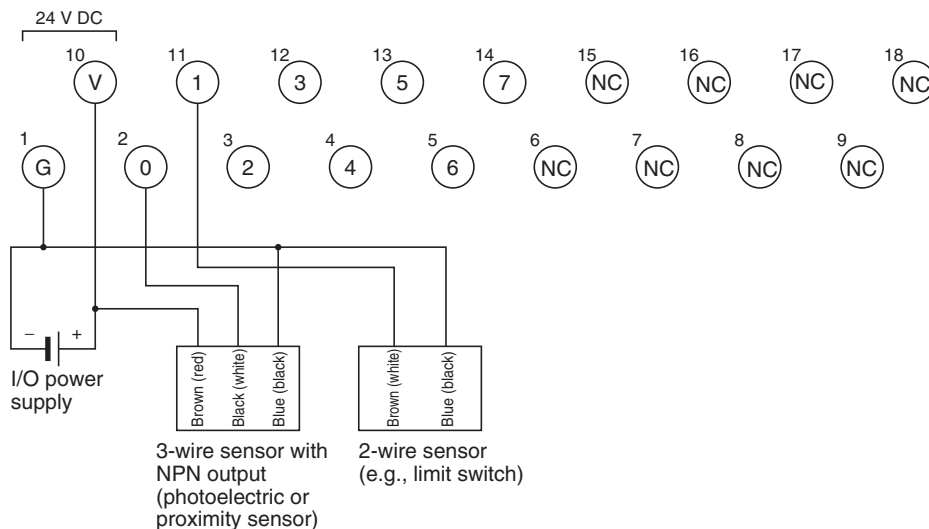 24 V DC
10 11 12 13 14 15 16 17 18
V 1 3 5 7 NC NC NC NC
1 2 3 4 5 6 7 8 9
G 0 2 4 6 NC NC NC NC
− +
I/O power
supply
Brown (red)
Black (white)
Blue (black)
Brown (white)
Blue (black)
3-wire sensor with
NPN output
(photoelectric or
proximity sensor)
2-wire sensor
(e.g., limit switch)